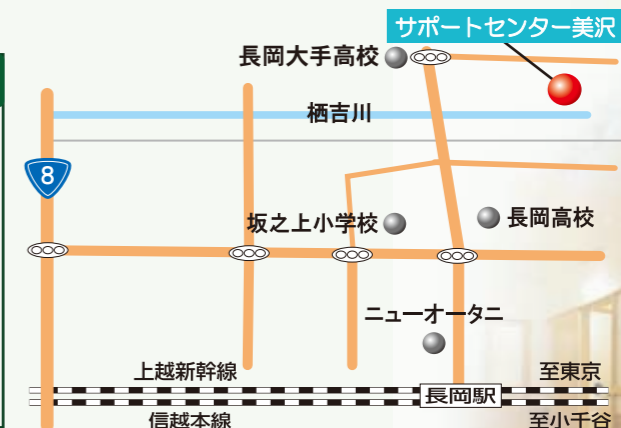 サポートセンター美沢
長岡大手高校
栖吉川
8
坂之上小学校
長岡高校
ニューオータニ
上越新幹線
至東京
長岡駅
信越本線
至小千谷